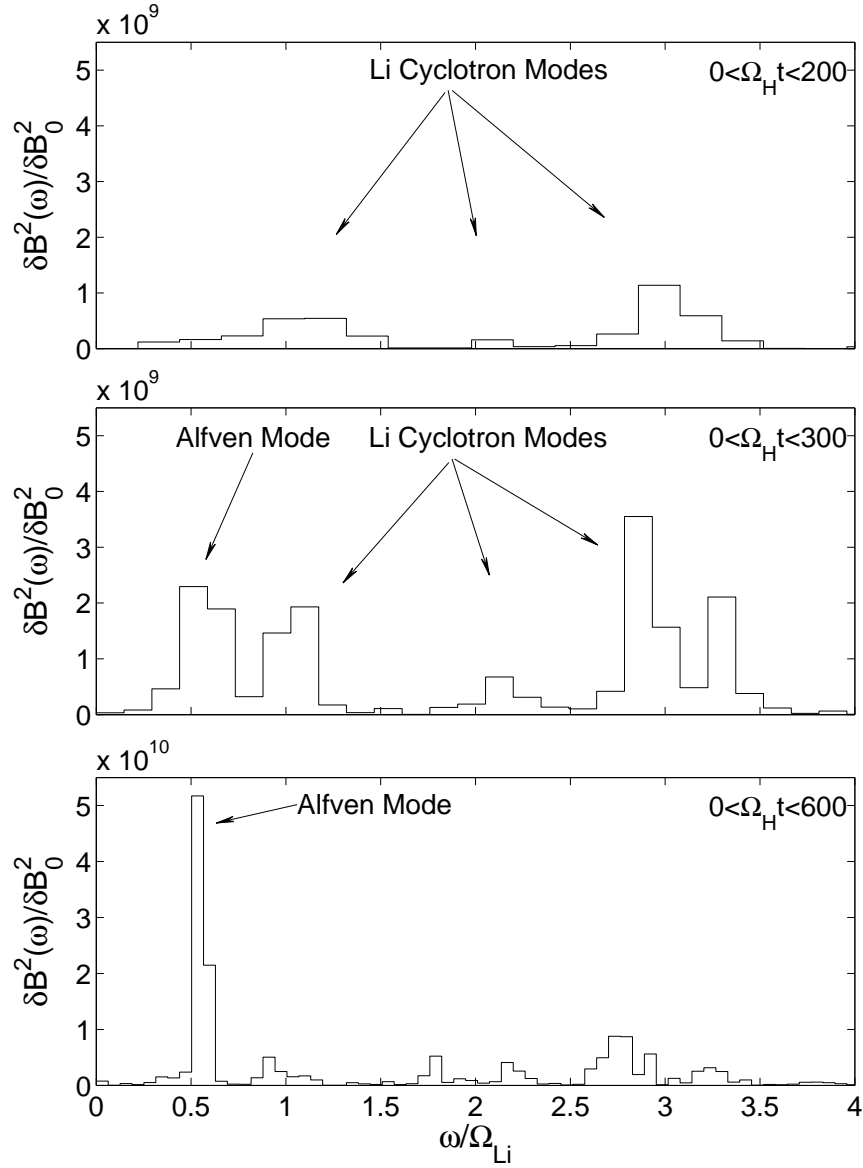 x 10^9
Li Cyclotron Modes
0<Ω_H t<200
5
4
3
2
1
0
δB^2(ω)/δB_0^2
x 10^9
Alfven Mode
Li Cyclotron Modes
0<Ω_H t<300
5
4
3
2
1
0
δB^2(ω)/δB_0^2
x 10^10
Alfven Mode
0<Ω_H t<600
5
4
3
2
1
0
δB^2(ω)/δB_0^2
0 0.5 1 1.5 2 2.5 3 3.5 4
ω/Ω_Li